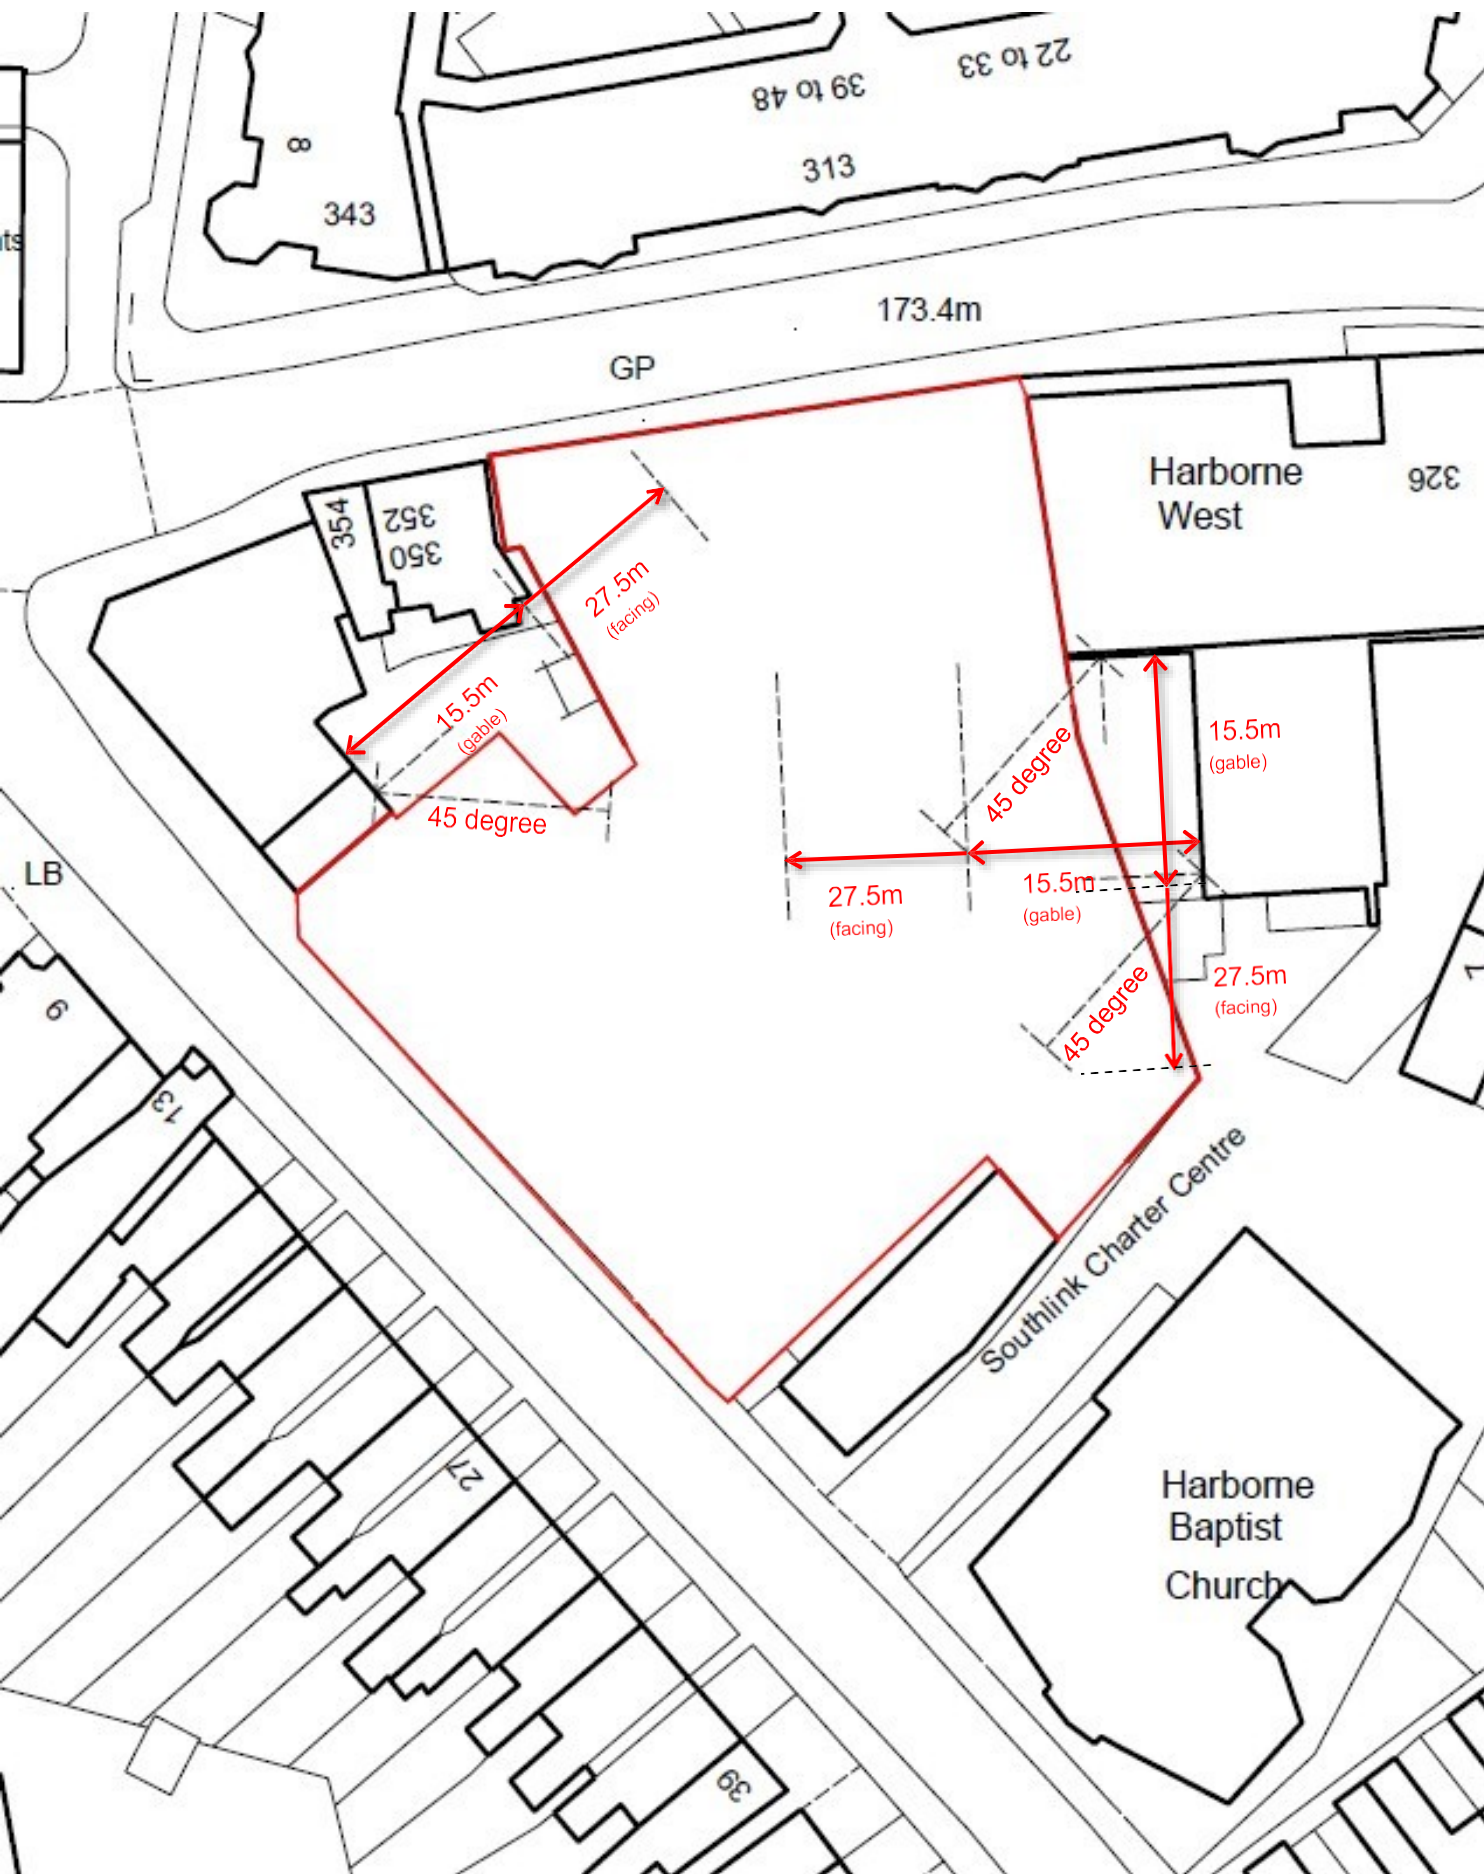 22 to 33
39 to 48
313
8
343
nts
173.4m
GP
Harborne
West
326
354
352
350
27.5m
(facing)
15.5m
(gable)
45 degree
45 degree
15.5m
(gable)
27.5m
(facing)
15.5m
(gable)
LB
45 degree
27.5m
(facing)
9
13
Southlink Charter Centre
27
Harborne
Baptist
Church
39